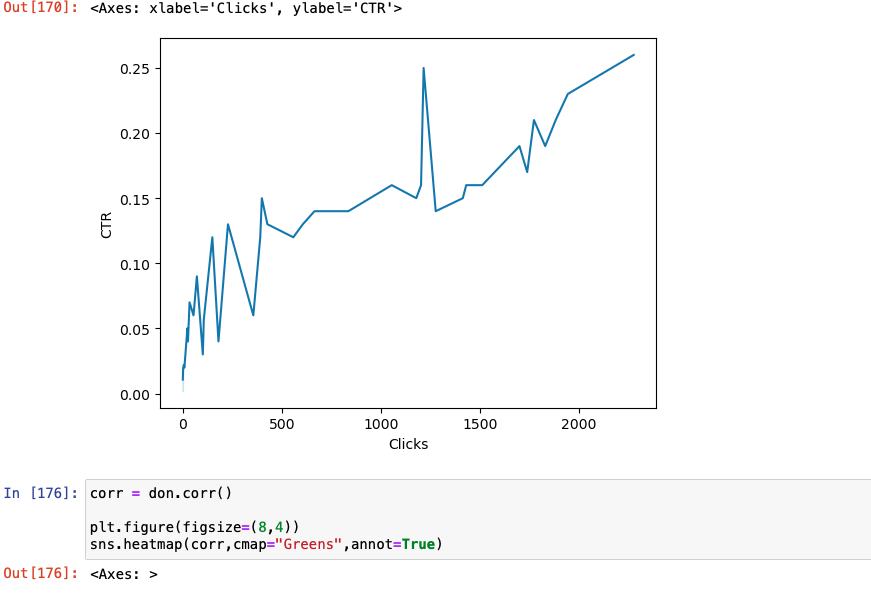 Out[170]: <Axes: xlabel='Clicks', ylabel='CTR'>
0.25
0.20
0.15
0.10
0.05
0.00
CTR
0 500 1000 1500 2000
Clicks
In [176]: corr = don.corr()
plt.figure(figsize=(8,4))
sns.heatmap(corr,cmap="Greens",annot=True)
Out[176]: <Axes: >